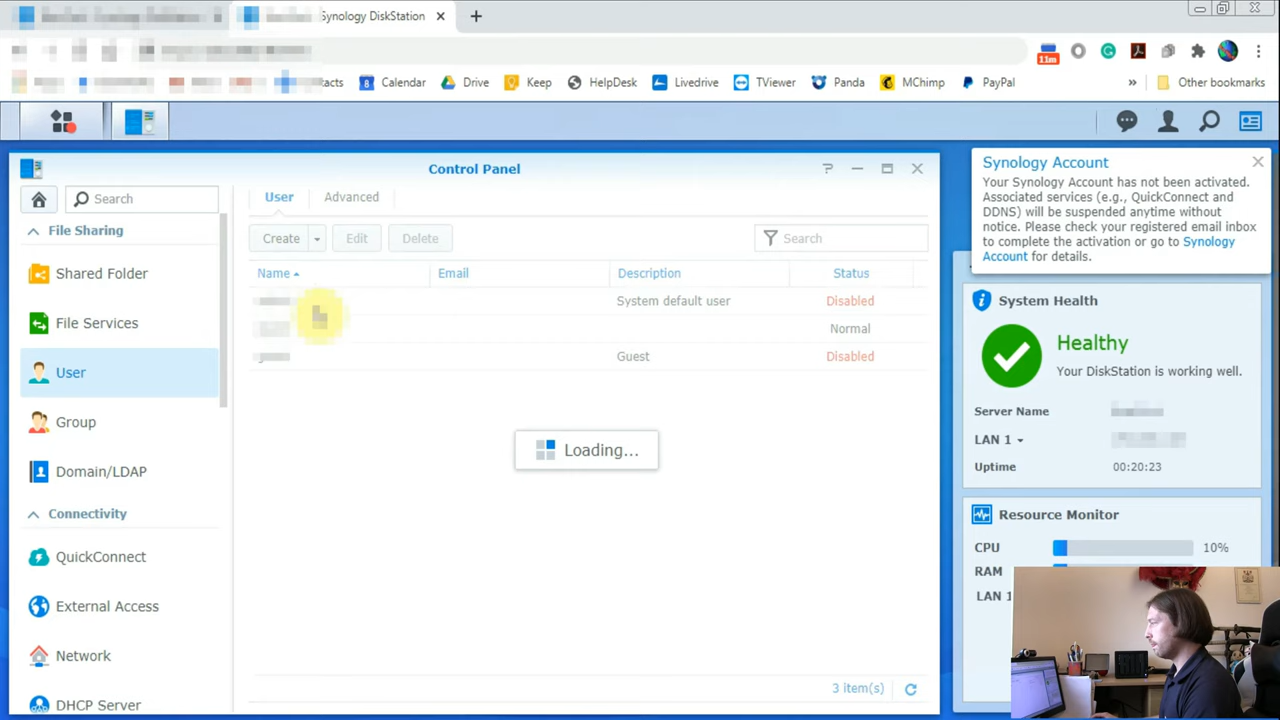 Synology DiskStation
11m
Calendar
Drive
Keep
HelpDesk
Livedrive
TViewer
Panda
MChimp
PayPal
»
Other bookmarks
Control Panel
Search
File Sharing
Shared Folder
File Services
User
Group
Domain/LDAP
Connectivity
QuickConnect
External Access
Network
DHCP Server
User Advanced
Create Edit Delete Search
Name Email Description Status
System default user Disabled
Normal
Guest Disabled
Loading...
3 item(s)
Synology Account
Your Synology Account has not been activated.
Associated services (e.g., QuickConnect and
DDNS) will be suspended anytime without
notice. Please check your registered email inbox
to complete the activation or go to Synology
Account for details.
System Health
Healthy
Your DiskStation is working well.
Server Name
LAN 1
Uptime 00:20:23
Resource Monitor
CPU 10%
RAM
LAN 1